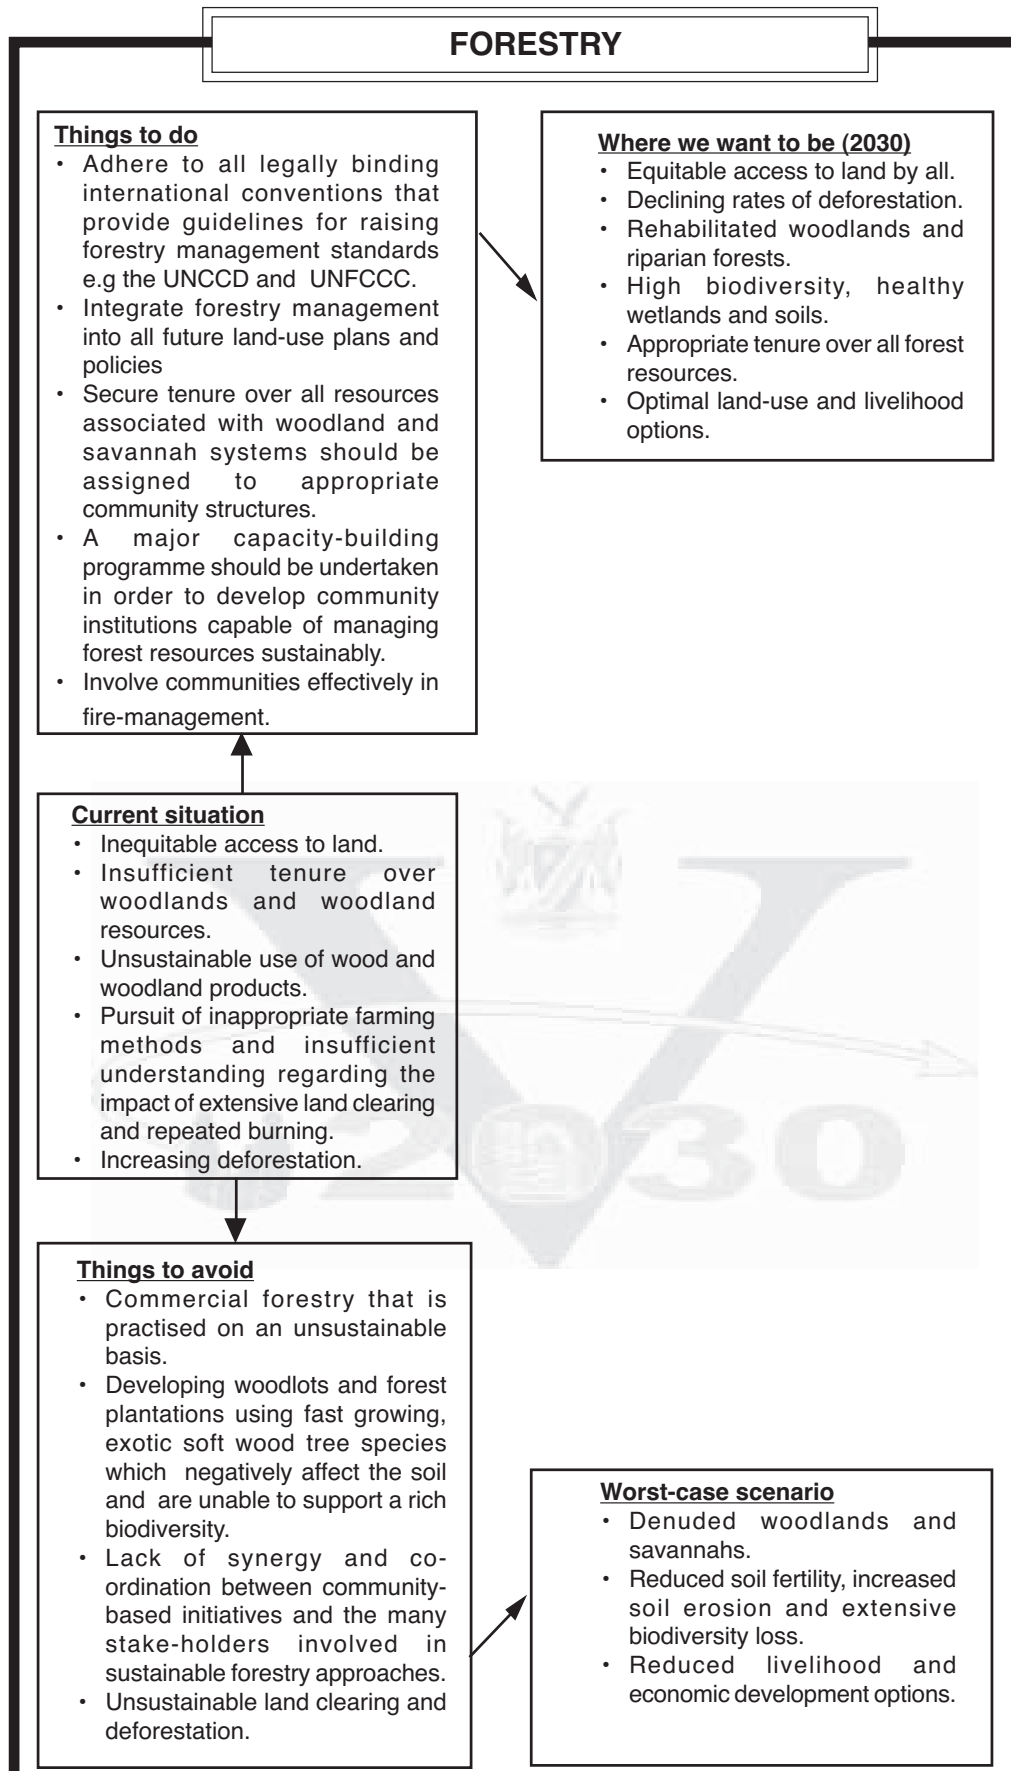 FORESTRY
Things to do
• Adhere to all legally binding
international conventions that
provide guidelines for raising
forestry management standards
e.g the UNCCD and UNFCCC.
• Integrate forestry management
into all future land-use plans and
policies
• Secure tenure over all resources
associated with woodland and
savannah systems should be
assigned to appropriate
community structures.
• A major capacity-building
programme should be undertaken
in order to develop community
institutions capable of managing
forest resources sustainably.
• Involve communities effectively in
fire-management.
Where we want to be (2030)
• Equitable access to land by all.
• Declining rates of deforestation.
• Rehabilitated woodlands and
riparian forests.
• High biodiversity, healthy
wetlands and soils.
• Appropriate tenure over all forest
resources.
• Optimal land-use and livelihood
options.
Current situation
• Inequitable access to land.
• Insufficient tenure over
woodlands and woodland
resources.
• Unsustainable use of wood and
woodland products.
• Pursuit of inappropriate farming
methods and insufficient
understanding regarding the
impact of extensive land clearing
and repeated burning.
• Increasing deforestation.
V
2030
Things to avoid
• Commercial forestry that is
practised on an unsustainable
basis.
• Developing woodlots and forest
plantations using fast growing,
exotic soft wood tree species
which negatively affect the soil
and are unable to support a rich
biodiversity.
• Lack of synergy and co-
ordination between community-
based initiatives and the many
stake-holders involved in
sustainable forestry approaches.
• Unsustainable land clearing and
deforestation.
Worst-case scenario
• Denuded woodlands and
savannahs.
• Reduced soil fertility, increased
soil erosion and extensive
biodiversity loss.
• Reduced livelihood and
economic development options.